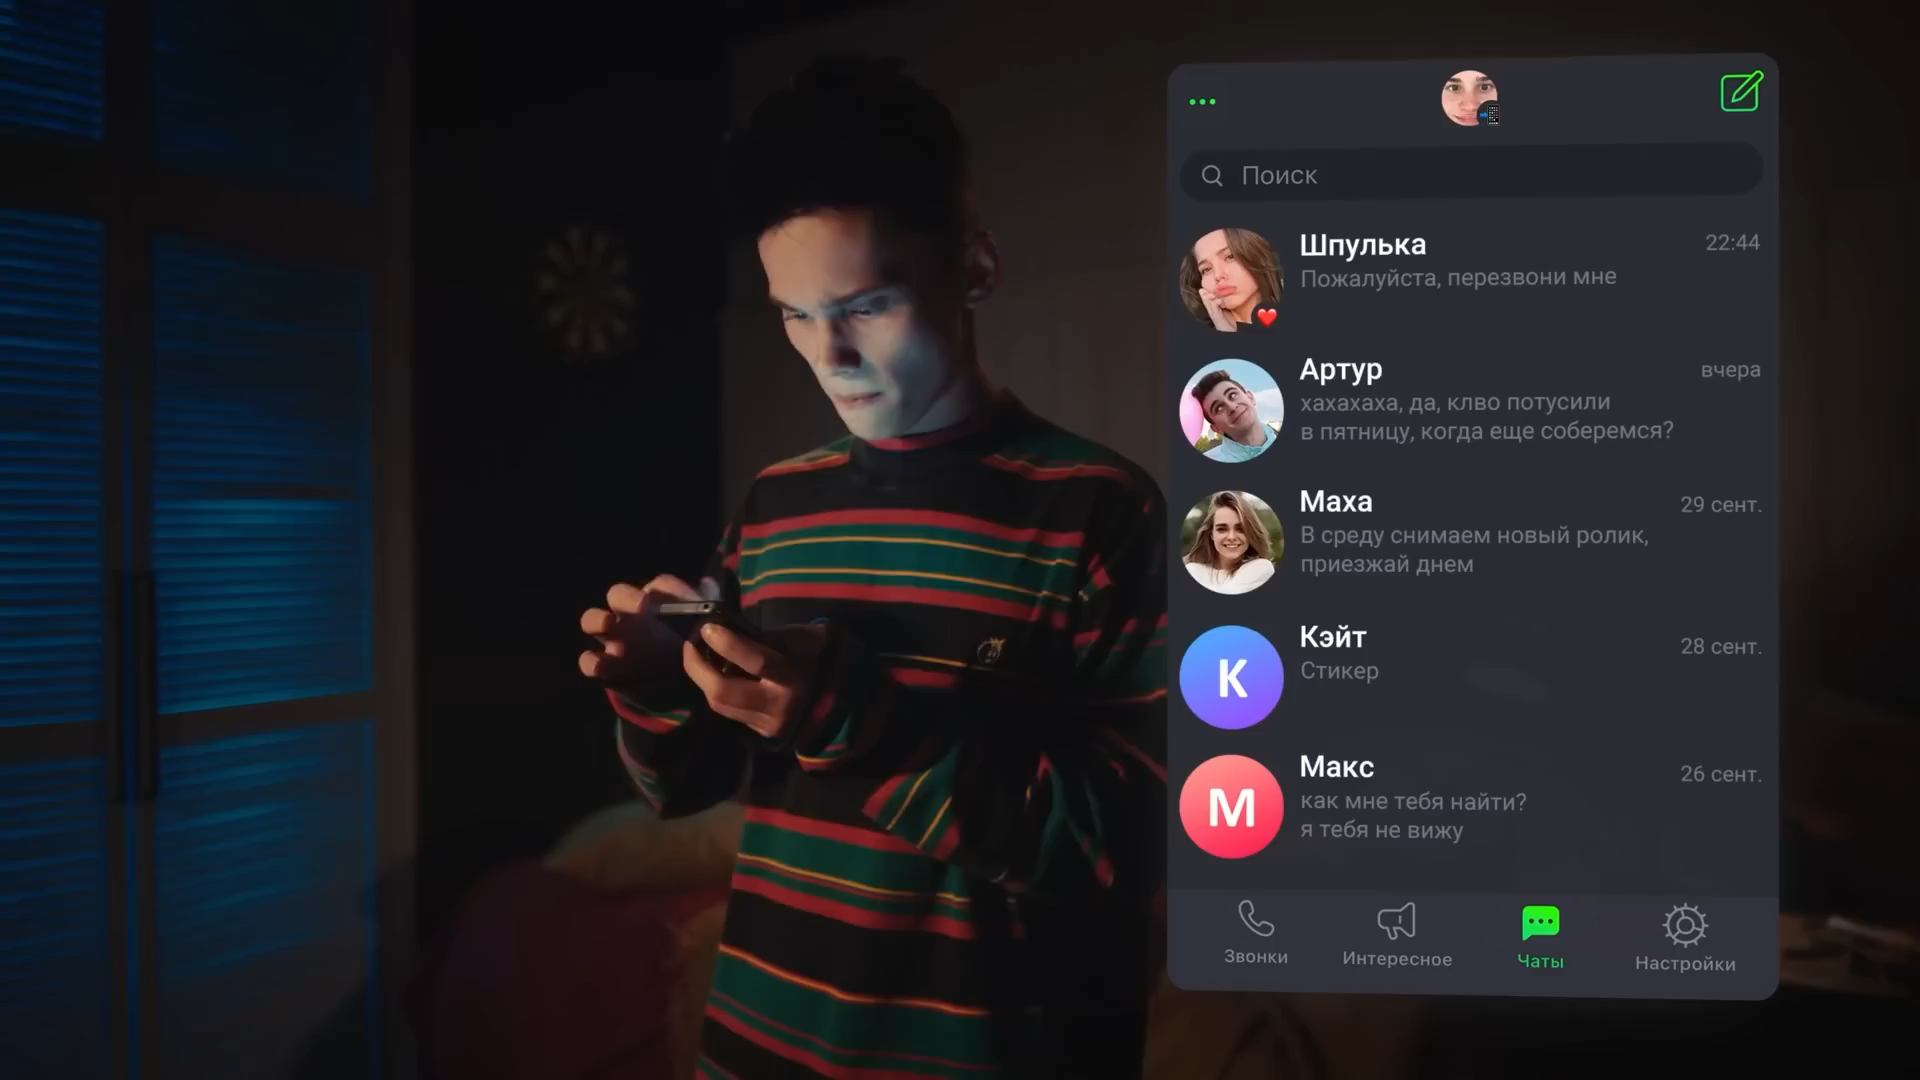 Поиск
Шпулька
22:44
Пожалуйста, перезвони мне
Артур
вчера
хахахаха, да, клво потусили
в пятницу, когда еще соберемся?
Маха
29 сент.
В среду снимаем новый ролик,
приезжай днем
К
Кэйт
28 сент.
Стикер
М
Макс
26 сент.
как мне тебя найти?
я тебя не вижу
Звонки
Интересное
Чаты
Настройки